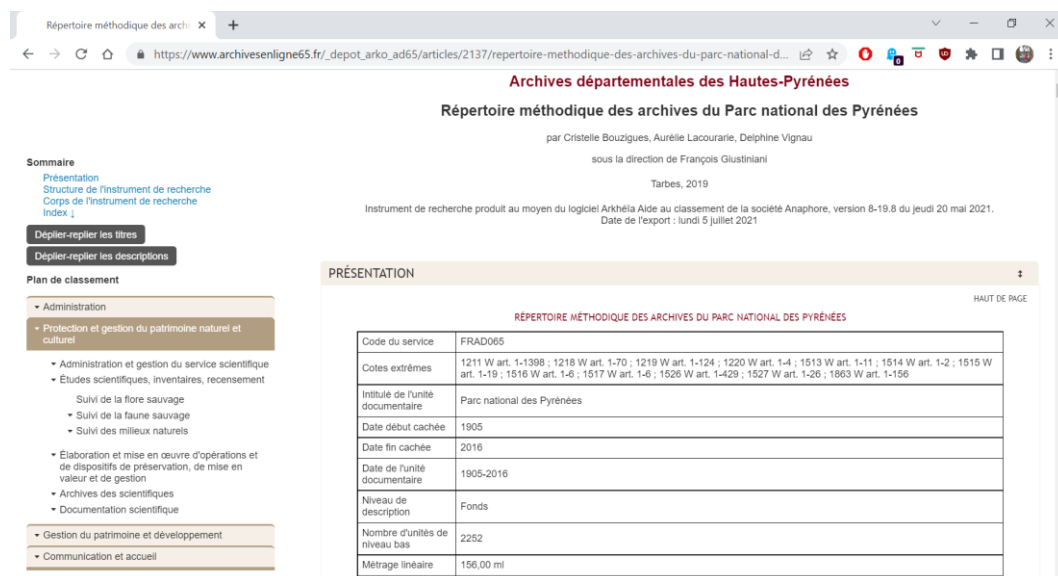 Répertoire méthodique des archi
https://www.archivesenligne65.fr/_depot_arko_ad65/articles/2137/repertoire-methodique-des-archives-du-parc-national-d...
Archives départementales des Hautes-Pyrénées
Répertoire méthodique des archives du Parc national des Pyrénées
par Cristelle Bouzigues, Aurélie Lacourarie, Delphine Vignau
sous la direction de François Giustiniani
Tarbes, 2019
Instrument de recherche produit au moyen du logiciel Arkhéïa Aide au classement de la société Anaphore, version 8-19.8 du jeudi 20 mai 2021.
Date de l'export : lundi 5 juillet 2021
Sommaire
Présentation
Structure de l'instrument de recherche
Corps de l'instrument de recherche
Index ↓
Déplier-replier les titres
Déplier-replier les descriptions
Plan de classement
Administration
Protection et gestion du patrimoine naturel et
culturel
Administration et gestion du service scientifique
Études scientifiques, inventaires, recensement
Suivi de la flore sauvage
Suivi de la faune sauvage
Suivi des milieux naturels
Élaboration et mise en œuvre d'opérations et
de dispositifs de préservation, de mise en
valeur et de gestion
Archives des scientifiques
Documentation scientifique
Gestion du patrimoine et développement
Communication et accueil
PRÉSENTATION
HAUT DE PAGE
RÉPERTOIRE MÉTHODIQUE DES ARCHIVES DU PARC NATIONAL DES PYRÉNÉES
Code du service FRAD065
Cotes extrêmes 1211 W art. 1-1398 ; 1218 W art. 1-70 ; 1219 W art. 1-124 ; 1220 W art. 1-4 ; 1513 W art. 1-11 ; 1514 W art. 1-2 ; 1515 W
art. 1-19 ; 1516 W art. 1-6 ; 1517 W art. 1-6 ; 1526 W art. 1-429 ; 1527 W art. 1-26 ; 1863 W art. 1-156
Intitulé de l'unité
documentaire Parc national des Pyrénées
Date début cachée 1905
Date fin cachée 2016
Date de l'unité
documentaire 1905-2016
Niveau de
description Fonds
Nombre d'unités de
niveau bas 2252
Métrage linéaire 156,00 ml